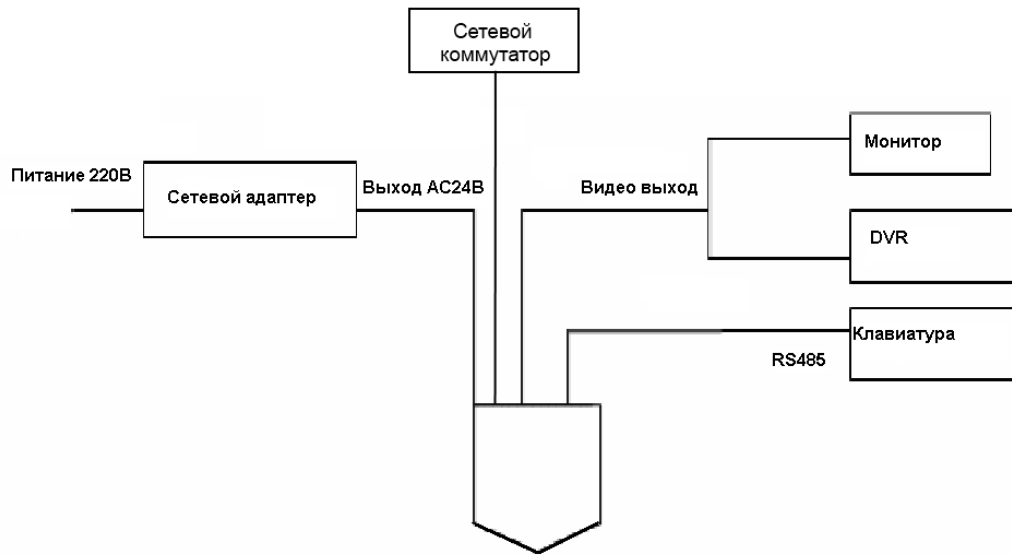 Сетевой
коммутатор
Монитор
Питание 220В
Сетевой адаптер
Выход АС24В
Видео выход
DVR
Клавиатура
RS485